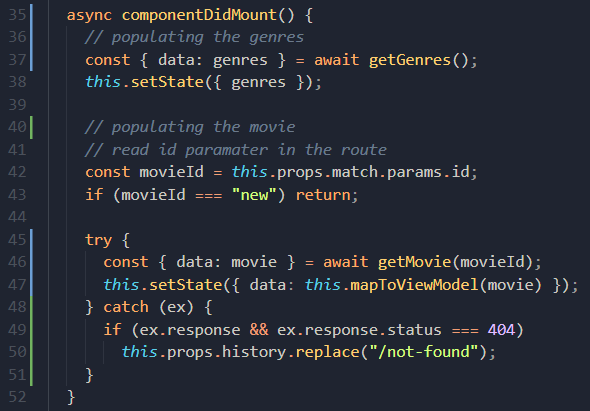 35 async componentDidMount() {
36 // populating the genres
37 const { data: genres } = await getGenres();
38 this.setState({ genres });
39
40 // populating the movie
41 // read id paramater in the route
42 const movieId = this.props.match.params.id;
43 if (movieId === "new") return;
44
45 try {
46 const { data: movie } = await getMovie(movieId);
47 this.setState({ data: this.mapToViewModel(movie) });
48 } catch (ex) {
49 if (ex.response && ex.response.status === 404)
50 this.props.history.replace("/not-found");
51 }
52 }